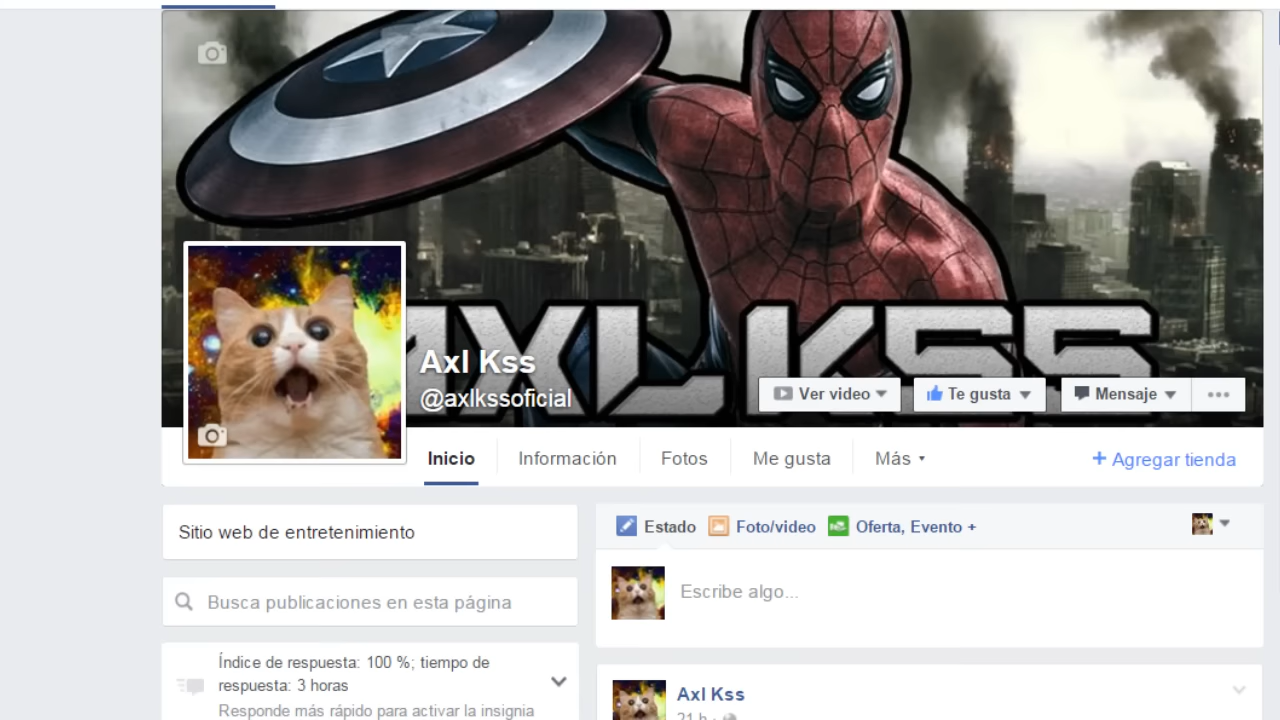 AXL KSS
Axl Kss
@axlkssoficial
Ver video
Te gusta
Mensaje
Inicio
Información
Fotos
Me gusta
Más
+ Agregar tienda
Sitio web de entretenimiento
Estado
Foto/video
Oferta, Evento +
Escribe algo...
Busca publicaciones en esta página
Índice de respuesta: 100 %; tiempo de
respuesta: 3 horas
Responde más rápido para activar la insignia
Axl Kss
21 h ·